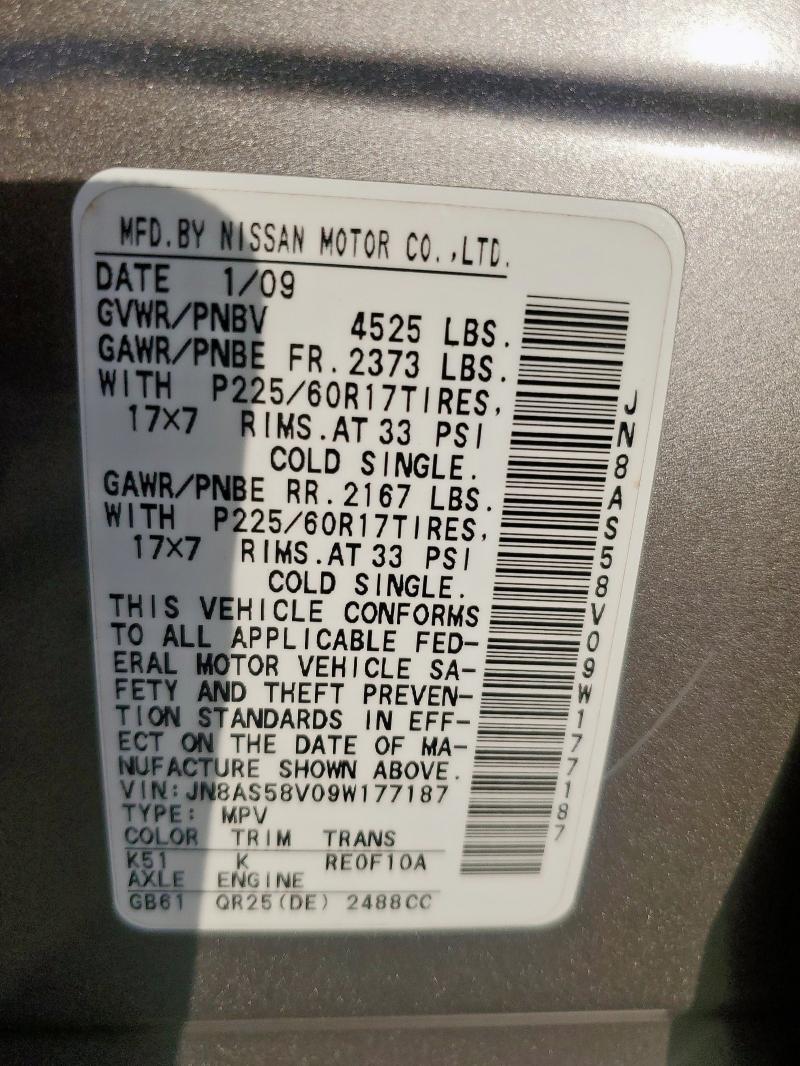 MFD.BY NISSAN MOTOR CO.,LTD.
DATE 1/09
GVWR/PNBV 4525 LBS.
GAWR/PNBE FR.2373 LBS.
WITH P225/60R17TIRES,
17X7 RIMS.AT 33 PSI
COLD SINGLE.
GAWR/PNBE RR.2167 LBS.
WITH P225/60R17TIRES,
17X7 RIMS.AT 33 PSI
COLD SINGLE.
THIS VEHICLE CONFORMS
TO ALL APPLICABLE FED-
ERAL MOTOR VEHICLE SA-
FETY AND THEFT PREVEN-
TION STANDARDS IN EFF-
ECT ON THE DATE OF MA-
NUFACTURE SHOWN ABOVE.
VIN:JN8AS58V09W177187
TYPE: MPV
COLOR TRIM TRANS
K51 K RE0F10A
AXLE ENGINE
GB61 QR25(DE) 2488CC
JN8AS58V09W177187